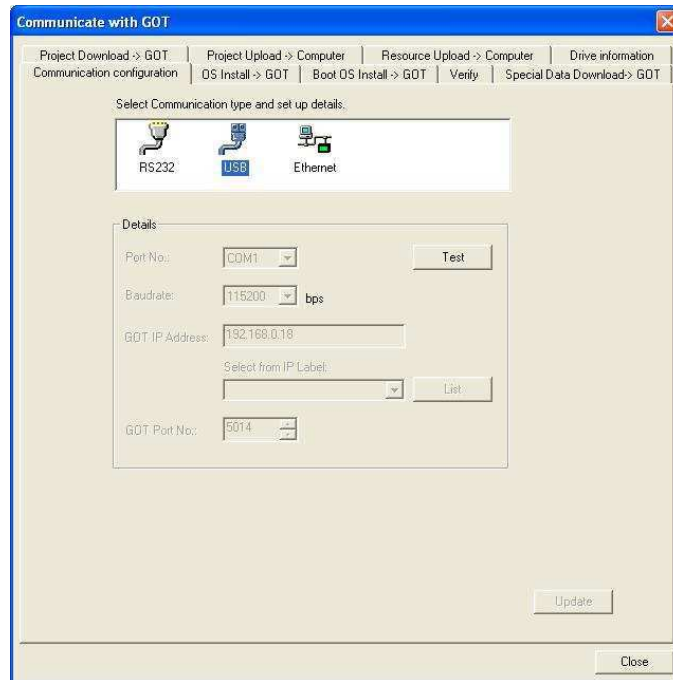 Communicate with GOT
Project Download -> GOT Project Upload -> Computer Resource Upload -> Computer Drive information
Communication configuration OS Install -> GOT Boot OS Install -> GOT Verify Special Data Download-> GOT
Select Communication type and set up details.
RS232 USB Ethernet
Details
Port No.: COM1 Test
Baudrate: 115200 bps
GOT IP Address: 192.168.0.18
Select from IP Label:
List
GOT Port No.: 5014
Update
Close